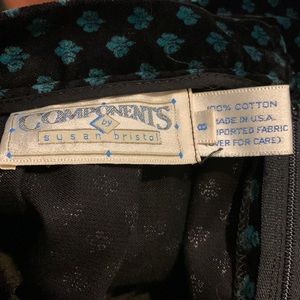 COMPONENTS
by
susan bristol
8
100% COTTON
MADE IN U.S.A.
IMPORTED FABRIC
(OVER FOR CARE)